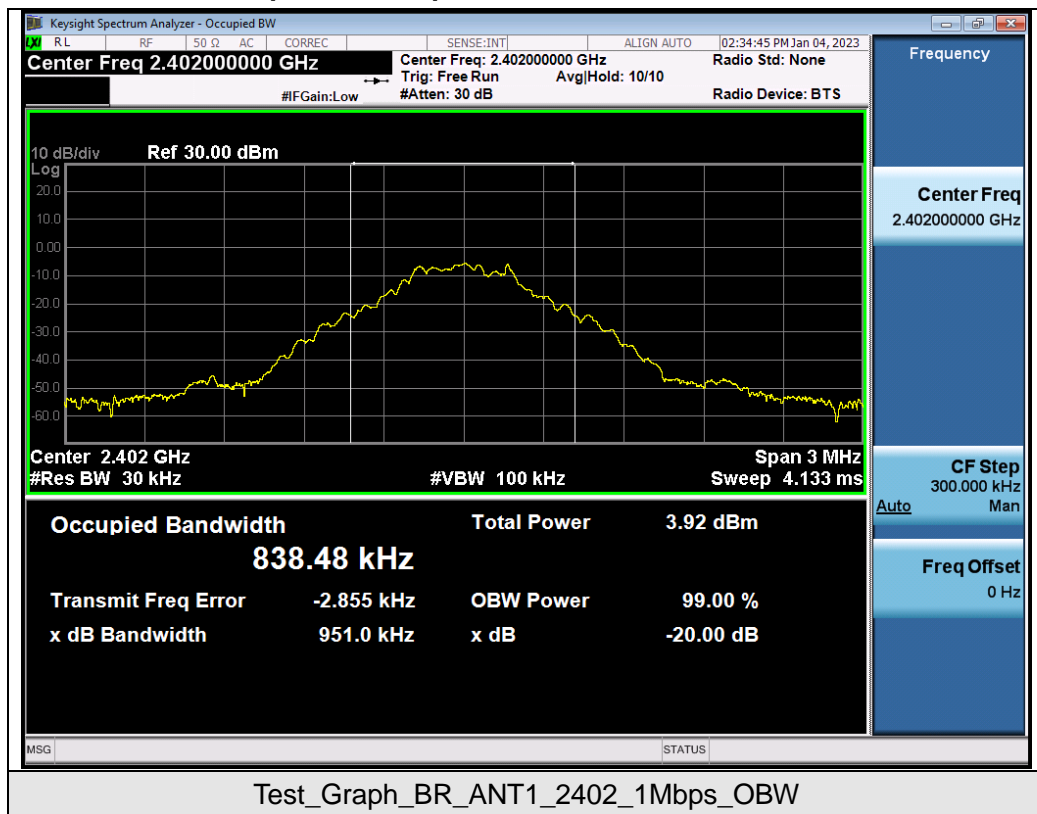 Keysight Spectrum Analyzer - Occupied BW
LXI RL RF 50 Ω AC CORREC SENSE:INT ALIGN AUTO 02:34:45 PM Jan 04, 2023
Center Freq 2.402000000 GHz
Center Freq: 2.402000000 GHz Radio Std: None
Trig: Free Run Avg|Hold: 10/10
#IFGain:Low #Atten: 30 dB Radio Device: BTS
10 dB/div Ref 30.00 dBm
Log
20.0
10.0
0.00
-10.0
-20.0
-30.0
-40.0
-50.0
-60.0
Center 2.402 GHz Span 3 MHz
#Res BW 30 kHz #VBW 100 kHz Sweep 4.133 ms
Occupied Bandwidth Total Power 3.92 dBm
838.48 kHz
Transmit Freq Error -2.855 kHz OBW Power 99.00 %
x dB Bandwidth 951.0 kHz x dB -20.00 dB
MSG STATUS
Frequency
Center Freq
2.402000000 GHz
CF Step
300.000 kHz
Auto Man
Freq Offset
0 Hz
Test_Graph_BR_ANT1_2402_1Mbps_OBW